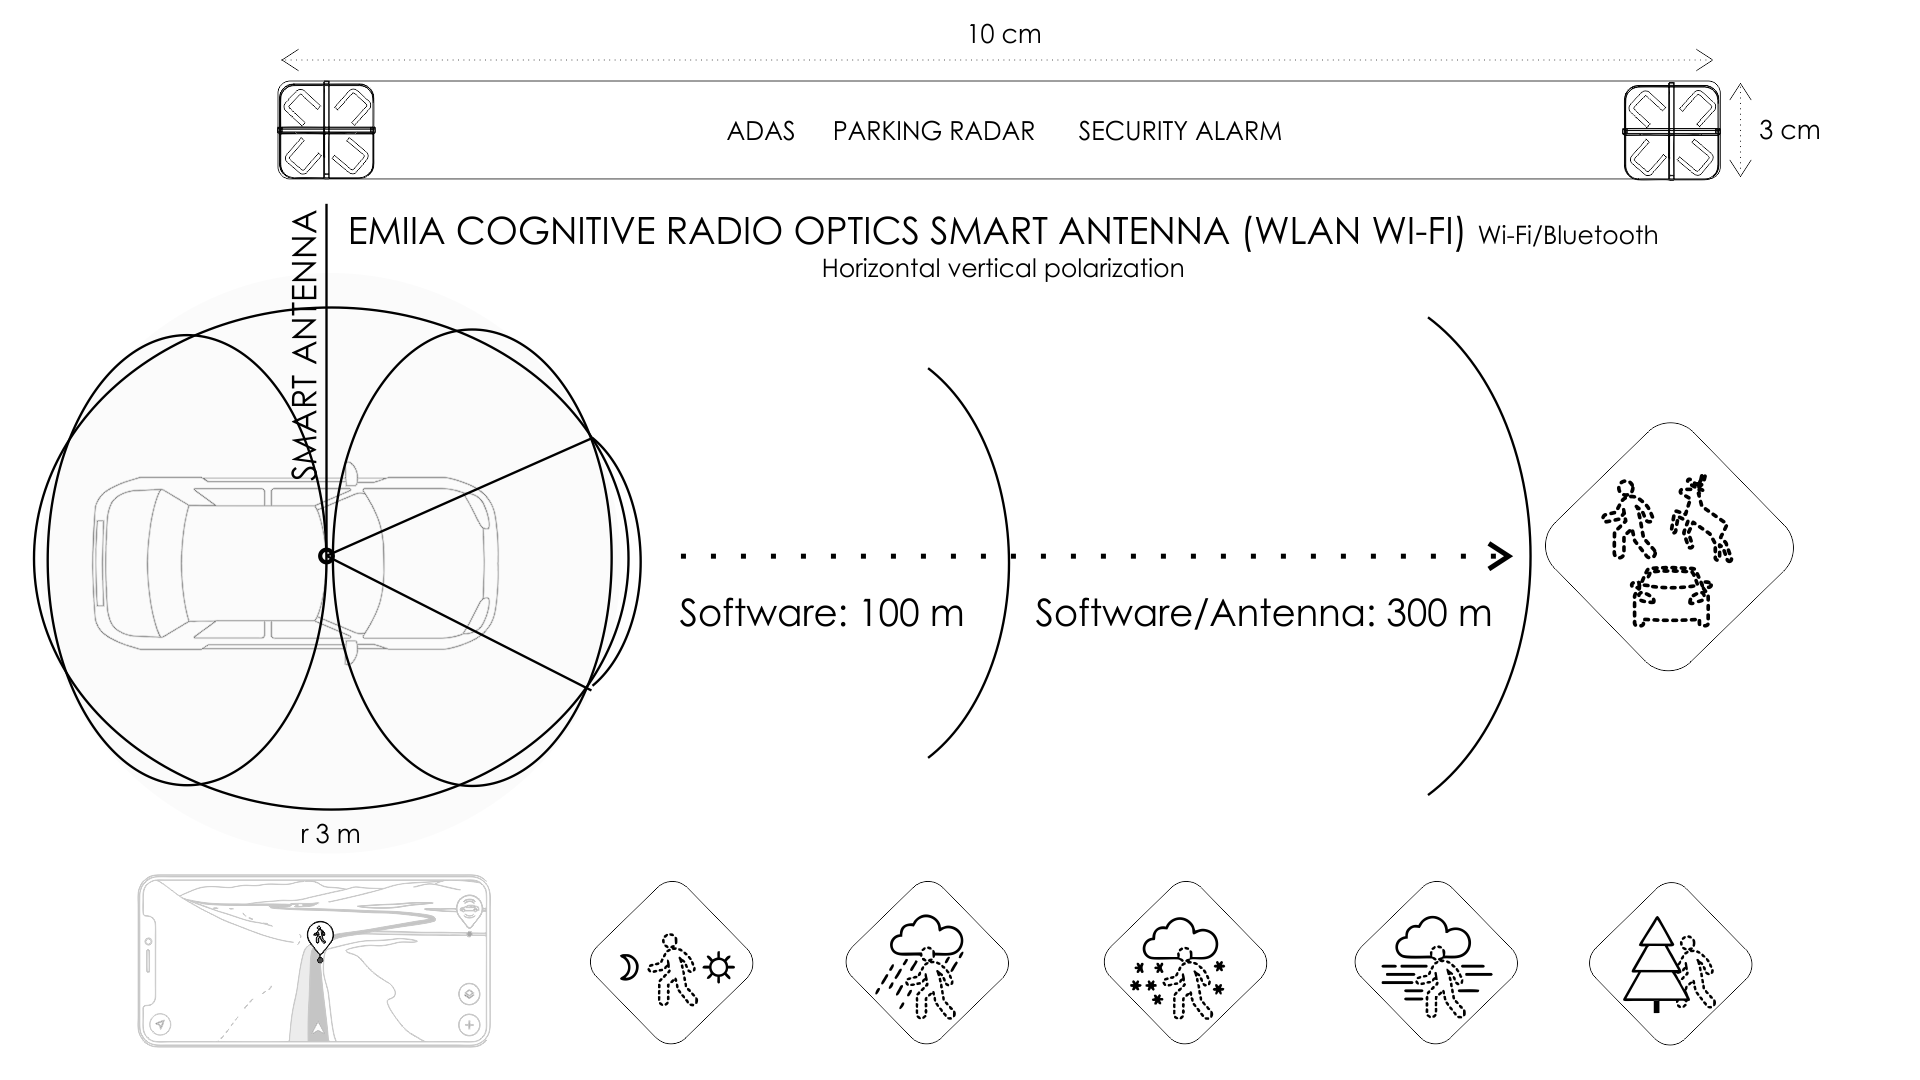 10 cm
ADAS PARKING RADAR SECURITY ALARM
3 cm
SMART ANTENNA
EMIIA COGNITIVE RADIO OPTICS SMART ANTENNA (WLAN WI-FI) Wi-Fi/Bluetooth
Horizontal vertical polarization
Software: 100 m
Software/Antenna: 300 m
r 3 m